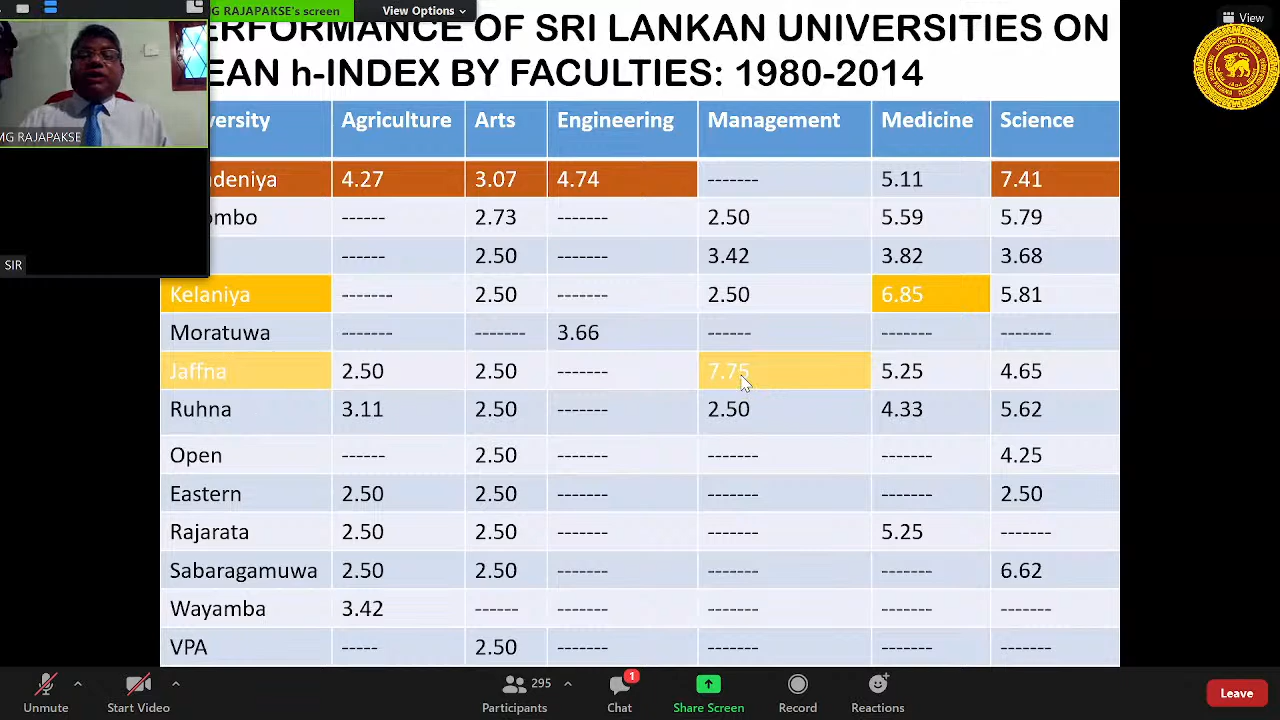 MG RAJAPAKSE's screen
View Options
View
ERFORMANCE OF SRI LANKAN UNIVERSITIES ON
EAN h-INDEX BY FACULTIES: 1980-2014
MG RAJAPAKSE
SIR
versity Agriculture Arts Engineering Management Medicine Science
deniya 4.27 3.07 4.74 ------- 5.11 7.41
ombo ------ 2.73 ------- 2.50 5.59 5.79
------ 2.50 ------- 3.42 3.82 3.68
Kelaniya ------- 2.50 ------- 2.50 6.85 5.81
Moratuwa ------- ------- 3.66 ------ ------- -------
Jaffna 2.50 2.50 ------- 7.75 5.25 4.65
Ruhna 3.11 2.50 ------- 2.50 4.33 5.62
Open ------ 2.50 ------- ------- ------- 4.25
Eastern 2.50 2.50 ------- ------- ------- 2.50
Rajarata 2.50 2.50 ------- ------- 5.25 -------
Sabaragamuwa 2.50 2.50 ------- ------- ------- 6.62
Wayamba 3.42 ------ ------- ------- ------- -------
VPA ----- 2.50 ------- ------- ------- -------
Unmute
Start Video
295
Participants
1
Chat
Share Screen
Record
Reactions
Leave